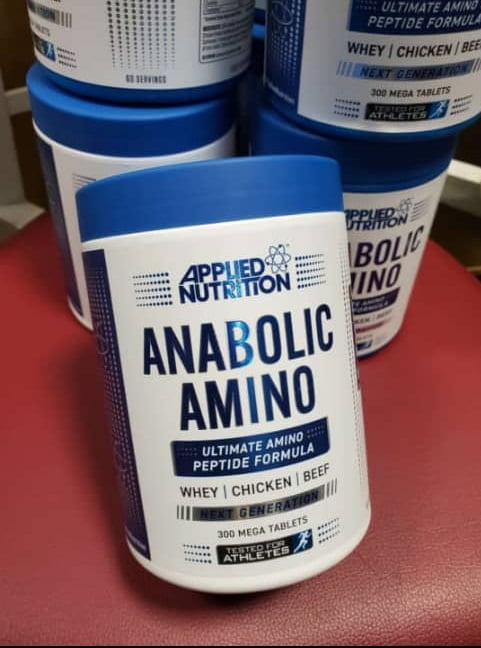 60 SERVINGS
ULTIMATE AMINO
PEPTIDE FORMULA
WHEY | CHICKEN | BEEF
NEXT GENERATION
300 MEGA TABLETS
TESTED FOR
ATHLETES
APPLIED
NUTRITION
ANABOLIC
AMINO
ULTIMATE AMINO
PEPTIDE FORMULA
WHEY | CHICKEN | BEEF
NEXT GENERATION
300 MEGA TABLETS
TESTED FOR
ATHLETES
APPLIED
UTRITION
ABOLIC
INO